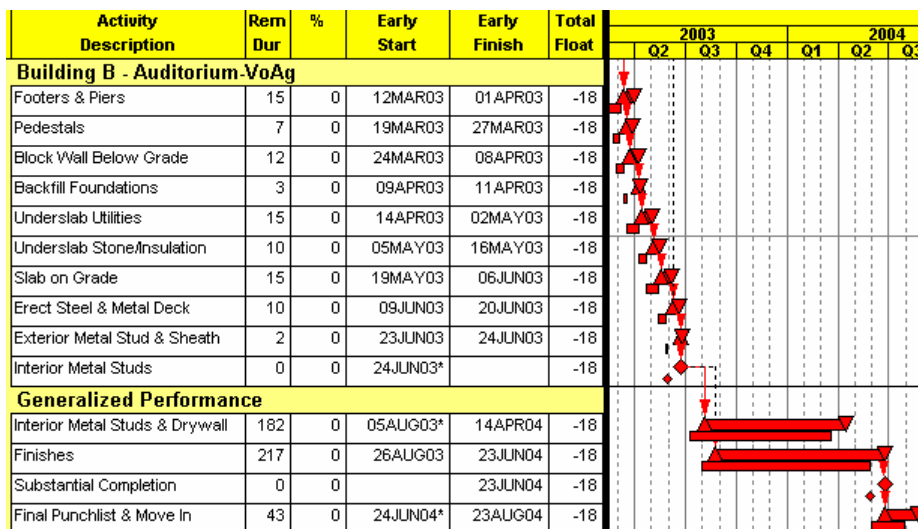 Activity Rem % Early Early Total 2003 2004
Description Dur Start Finish Float Q2 Q3 Q4 Q1 Q2 Q3
Building B - Auditorium-VoAg
Footers & Piers 15 0 12MAR03 01APR03 -18
Pedestals 7 0 19MAR03 27MAR03 -18
Block Wall Below Grade 12 0 24MAR03 08APR03 -18
Backfill Foundations 3 0 09APR03 11APR03 -18
Underslab Utilities 15 0 14APR03 02MAY03 -18
Underslab Stone/Insulation 10 0 05MAY03 16MAY03 -18
Slab on Grade 15 0 19MAY03 06JUN03 -18
Erect Steel & Metal Deck 10 0 09JUN03 20JUN03 -18
Exterior Metal Stud & Sheath 2 0 23JUN03 24JUN03 -18
Interior Metal Studs 0 0 24JUN03* -18
Generalized Performance
Interior Metal Studs & Drywall 182 0 05AUG03* 14APR04 -18
Finishes 217 0 26AUG03 23JUN04 -18
Substantial Completion 0 0 23JUN04 -18
Final Punchlist & Move In 43 0 24JUN04* 23AUG04 -18